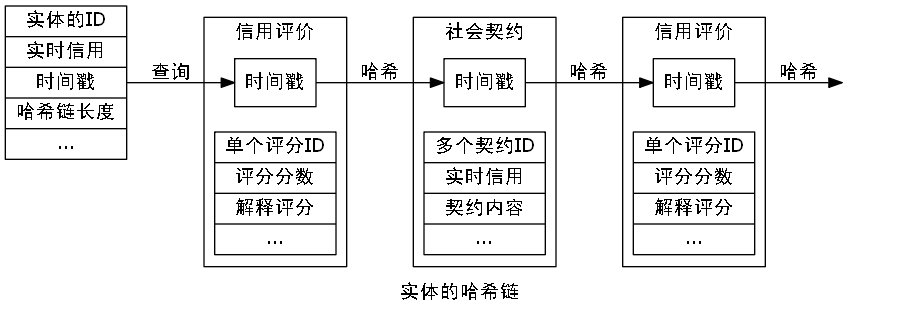 实体的ID
实时信用
时间戳
哈希链长度
...
查询
信用评价
时间戳
单个评分ID
评分分数
解释评分
...
哈希
社会契约
时间戳
多个契约ID
实时信用
契约内容
...
哈希
信用评价
时间戳
单个评分ID
评分分数
解释评分
...
哈希
实体的哈希链